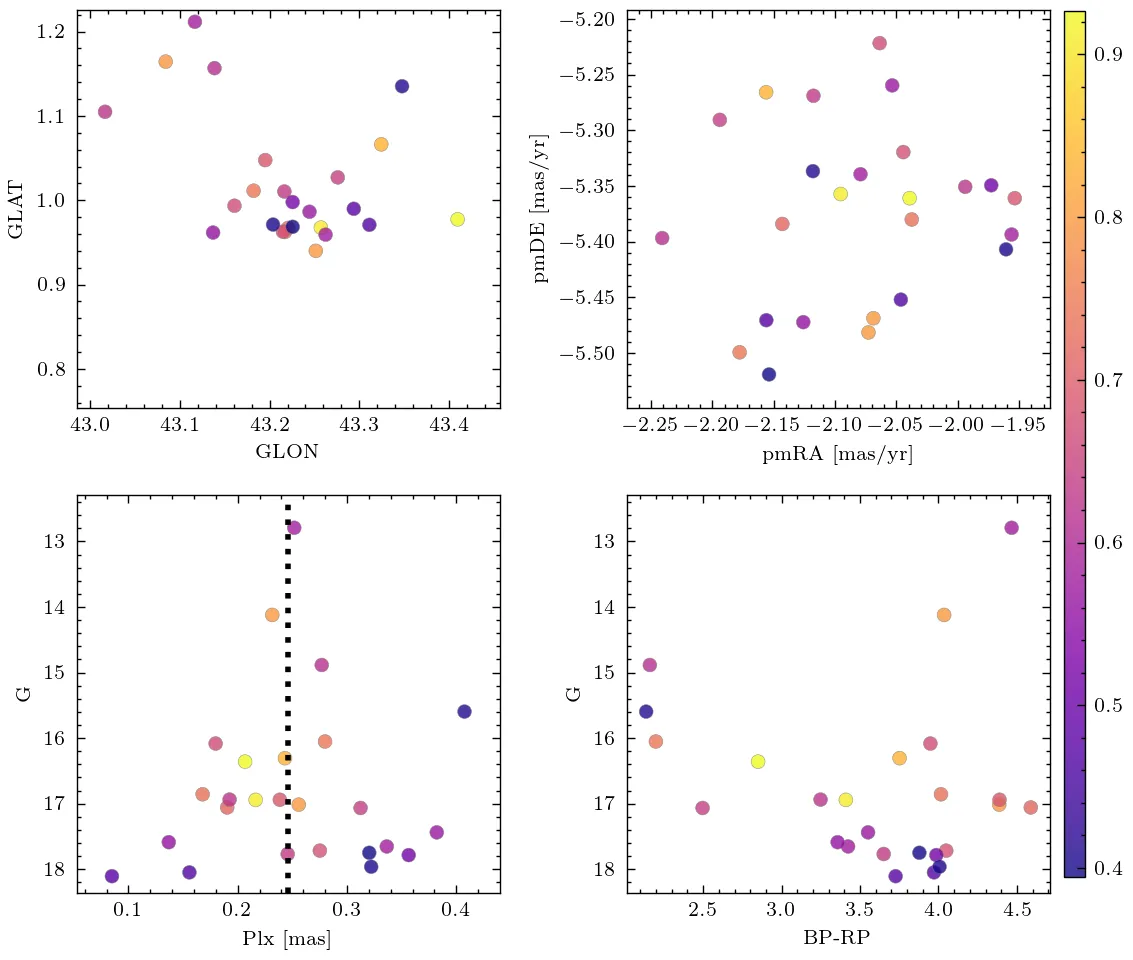 1.2
1.1
1.0
0.9
0.8
GLAT
43.0 43.1 43.2 43.3 43.4
GLON
−5.20
−5.25
−5.30
−5.35
−5.40
−5.45
−5.50
pmDE [mas/yr]
−2.25 −2.20 −2.15 −2.10 −2.05 −2.00 −1.95
pmRA [mas/yr]
0.9
0.8
0.7
0.6
0.5
0.4
13
14
15
16
17
18
G
0.1 0.2 0.3 0.4
Plx [mas]
13
14
15
16
17
18
G
2.5 3.0 3.5 4.0 4.5
BP-RP